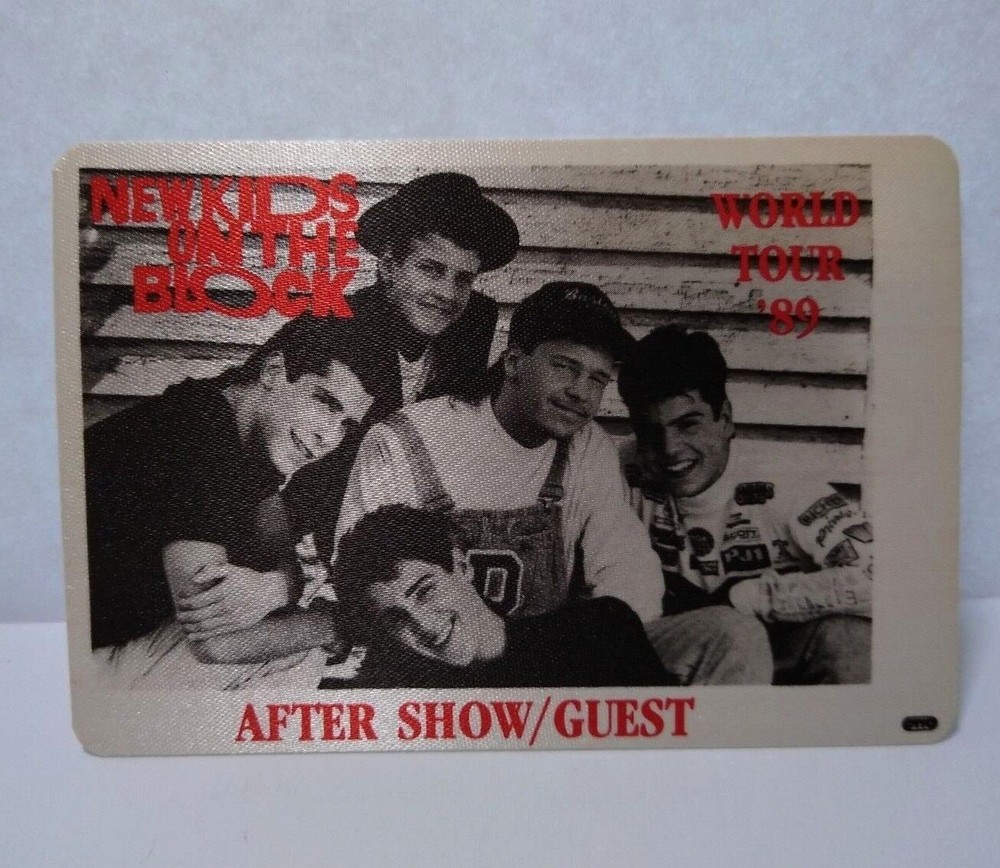 NEW KIDS
ON THE
BLOCK
WORLD
TOUR
'89
AFTER SHOW/GUEST